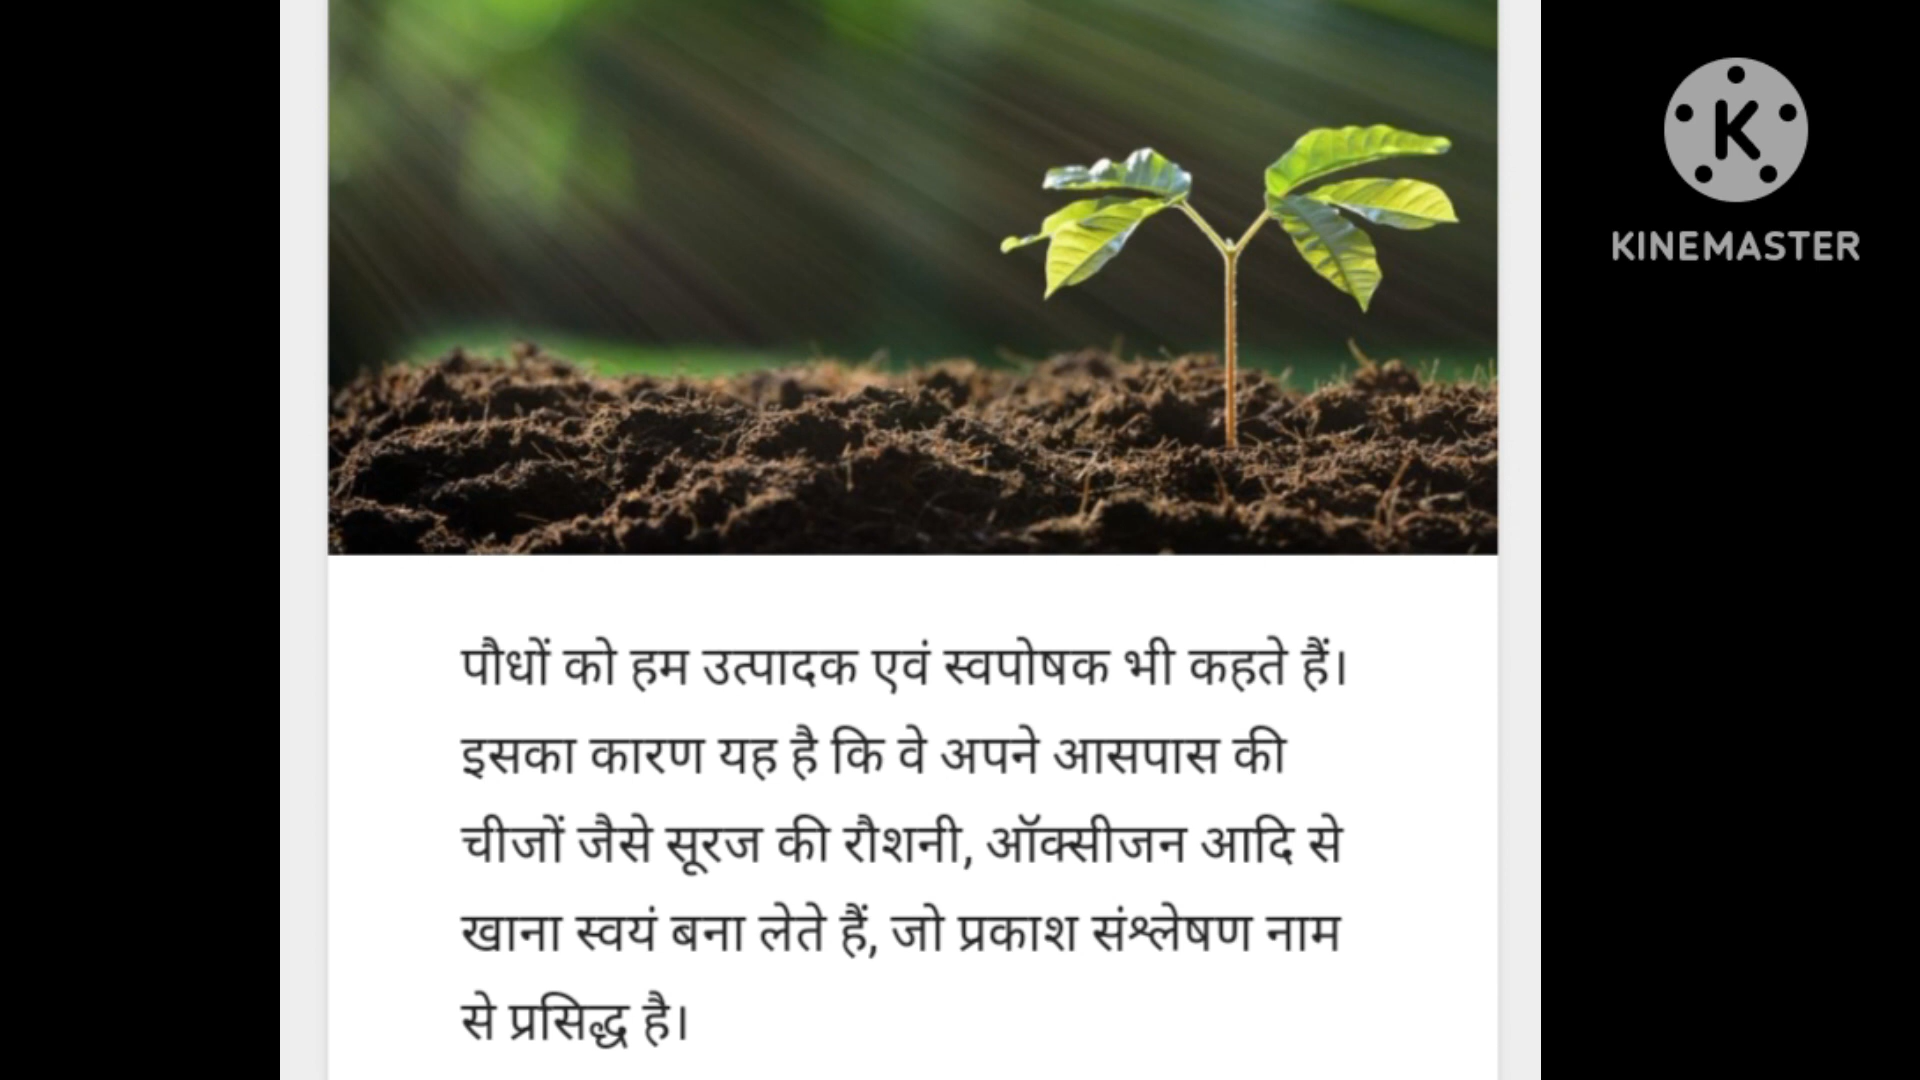 KINEMASTER
पौधों को हम उत्पादक एवं स्वपोषक भी कहते हैं।
इसका कारण यह है कि वे अपने आसपास की
चीजों जैसे सूरज की रौशनी, ऑक्सीजन आदि से
खाना स्वयं बना लेते हैं, जो प्रकाश संश्लेषण नाम
से प्रसिद्ध है।